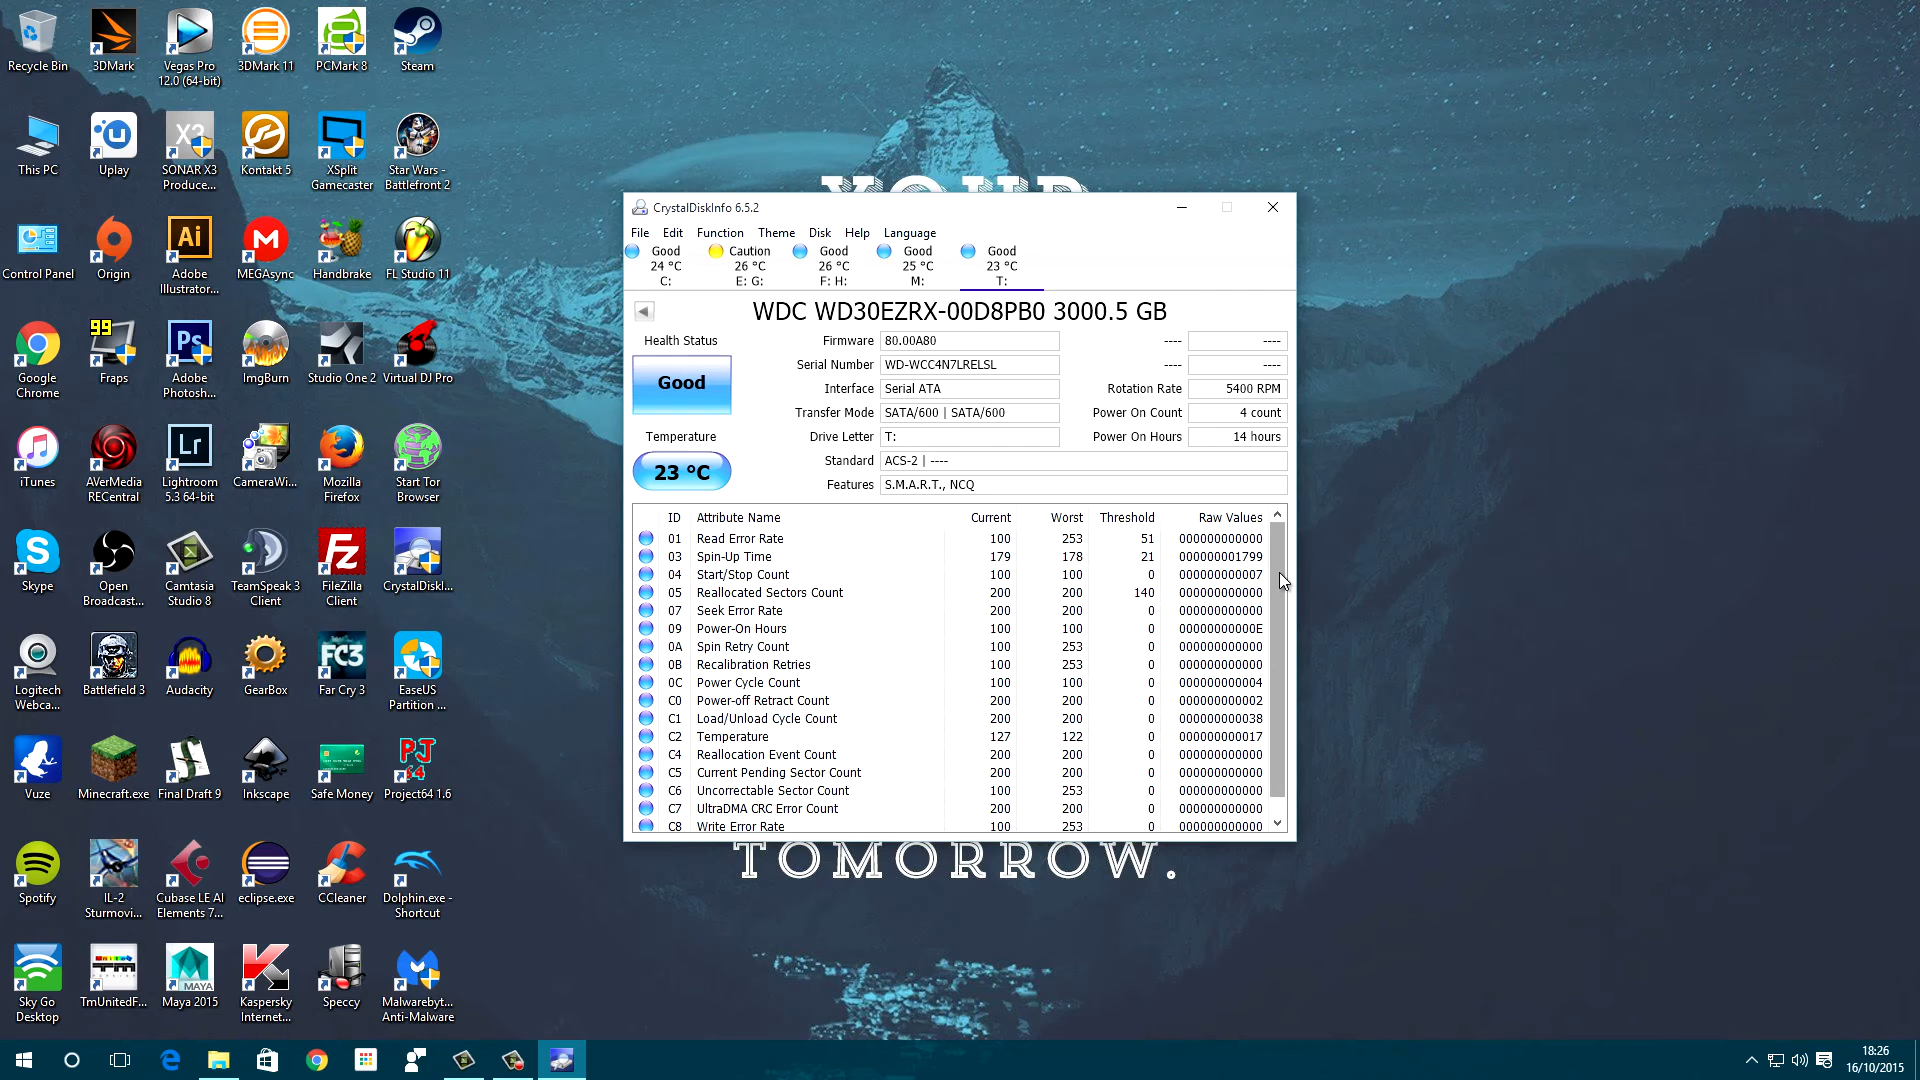 Recycle Bin
3DMark
Vegas Pro
12.0 (64-bit)
3DMark 11
PCMark 8
Steam
This PC
Uplay
SONAR X3
Produce...
Kontakt 5
XSplit
Gamecaster
Star Wars -
Battlefront 2
Control Panel
Origin
Adobe
Illustrator...
MEGAsync
Handbrake
FL Studio 11
Google
Chrome
99
Fraps
Adobe
Photosh...
ImgBurn
Studio One 2
Virtual DJ Pro
iTunes
AVerMedia
RECentral
Lightroom
5.3 64-bit
CameraWi...
Mozilla
Firefox
Start Tor
Browser
Skype
Open
Broadcast...
Camtasia
Studio 8
TeamSpeak 3
Client
FileZilla
Client
CrystalDiskI...
Logitech
Webca...
Battlefield 3
Audacity
GearBox
FC3
Far Cry 3
EaseUS
Partition ...
Vuze
Minecraft.exe
Final Draft 9
Inkscape
Safe Money
PJ
64
Project64 1.6
Spotify
IL-2
Sturmovi...
Cubase LE AI
Elements 7...
eclipse.exe
CCleaner
Dolphin.exe -
Shortcut
Sky Go
Desktop
TmUnitedF...
MAYA
Maya 2015
Kaspersky
Internet...
Speccy
Malwarebyt...
Anti-Malware
YOUR
CrystalDiskInfo 6.5.2
File Edit Function Theme Disk Help Language
Good Caution Good Good Good
24 °C 26 °C 26 °C 25 °C 23 °C
C: E: G: F: H: M: T:
WDC WD30EZRX-00D8PB0 3000.5 GB
Health Status
Good
Temperature
23 °C
Firmware 80.00A80 ---- ----
Serial Number WD-WCC4N7LRELSL ---- ----
Interface Serial ATA Rotation Rate 5400 RPM
Transfer Mode SATA/600 | SATA/600 Power On Count 4 count
Drive Letter T: Power On Hours 14 hours
Standard ACS-2 | ----
Features S.M.A.R.T., NCQ
ID Attribute Name Current Worst Threshold Raw Values
01 Read Error Rate 100 253 51 000000000000
03 Spin-Up Time 179 178 21 000000001799
04 Start/Stop Count 100 100 0 000000000007
05 Reallocated Sectors Count 200 200 140 000000000000
07 Seek Error Rate 200 200 0 000000000000
09 Power-On Hours 100 100 0 00000000000E
0A Spin Retry Count 100 253 0 000000000000
0B Recalibration Retries 100 253 0 000000000000
0C Power Cycle Count 100 100 0 000000000004
C0 Power-off Retract Count 200 200 0 000000000002
C1 Load/Unload Cycle Count 200 200 0 000000000038
C2 Temperature 127 122 0 000000000017
C4 Reallocation Event Count 200 200 0 000000000000
C5 Current Pending Sector Count 200 200 0 000000000000
C6 Uncorrectable Sector Count 100 253 0 000000000000
C7 UltraDMA CRC Error Count 200 200 0 000000000000
C8 Write Error Rate 100 253 0 000000000000
TOMORROW.
18:26
16/10/2015